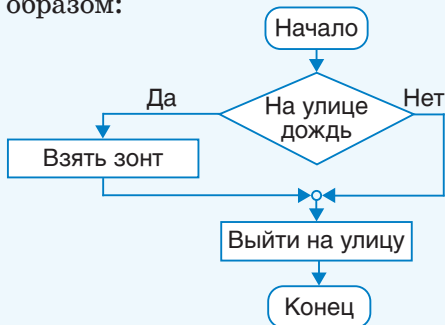 образом:
Начало
Да
На улице
дождь
Нет
Взять зонт
Выйти на улицу
Конец